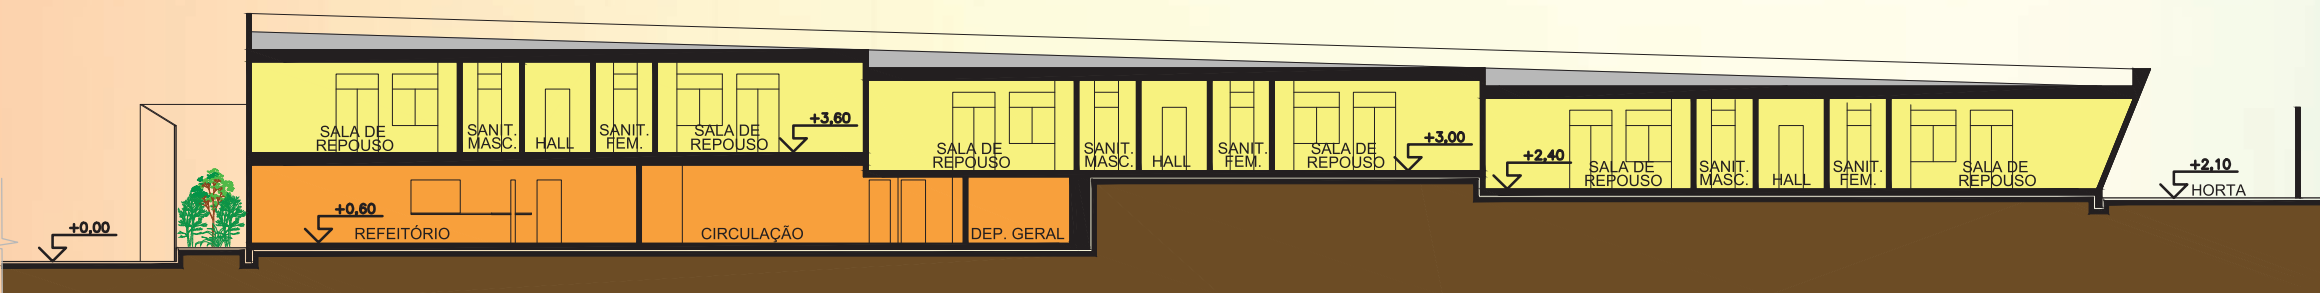 +0,00
+0,60
REFEITÓRIO
SALA DE
REPOUSO
SANIT.
MASC.
HALL
SANIT.
FEM.
SALA DE
REPOUSO
+3,60
CIRCULAÇÃO
DEP. GERAL
SALA DE
REPOUSO
SANIT.
MASC.
HALL
SANIT.
FEM.
SALA DE
REPOUSO
+3,00
+2,40
SALA DE
REPOUSO
SANIT.
MASC.
HALL
SANIT.
FEM.
SALA DE
REPOUSO
+2,10
HORTA